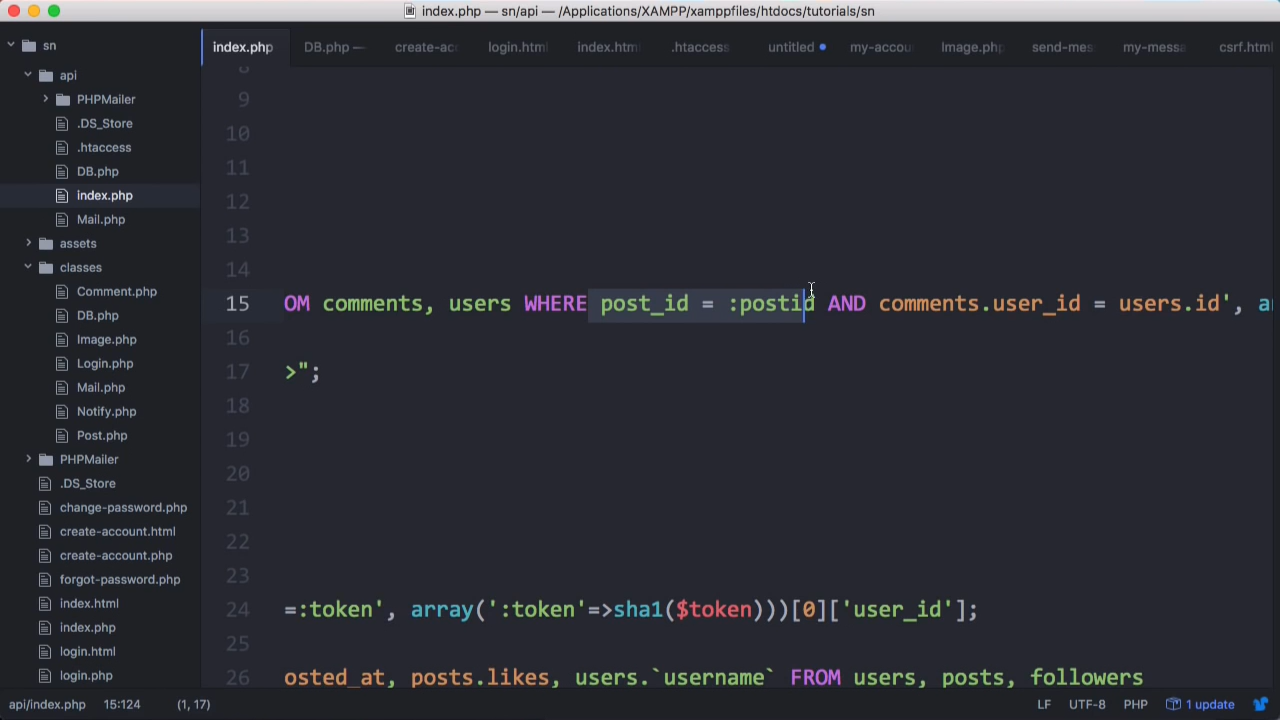 index.php — sn/api — /Applications/XAMPP/xamppfiles/htdocs/tutorials/sn
index.php DB.php — create-acc login.html index.html .htaccess untitled my-accou Image.php send-mes my-messa csrf.html
sn
api
PHPMailer
.DS_Store
.htaccess
DB.php
index.php
Mail.php
assets
classes
Comment.php
DB.php
Image.php
Login.php
Mail.php
Notify.php
Post.php
PHPMailer
.DS_Store
change-password.php
create-account.html
create-account.php
forgot-password.php
index.html
index.php
login.html
login.php
8
9
10
11
12
13
14
15 OM comments, users WHERE post_id = :postid AND comments.user_id = users.id', a
16
17 >";
18
19
20
21
22
23
24 =:token', array(':token'=>sha1($token)))[0]['user_id'];
25
26 osted_at, posts.likes, users.`username` FROM users, posts, followers
api/index.php 15:124 (1, 17) LF UTF-8 PHP 1 update